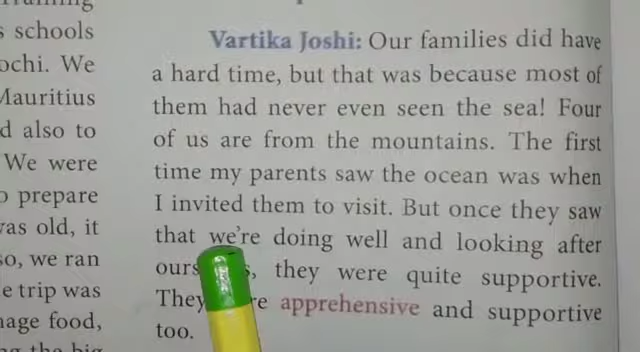 schools
ochi. We
Mauritius
d also to
We were
prepare
as old, it
so, we ran
e trip was
nage food,
ng the big
Vartika Joshi: Our families did have
a hard time, but that was because most of
them had never even seen the sea! Four
of us are from the mountains. The first
time my parents saw the ocean was when
I invited them to visit. But once they saw
that we're doing well and looking after
ours s, they were quite supportive.
They re apprehensive and supportive
too.